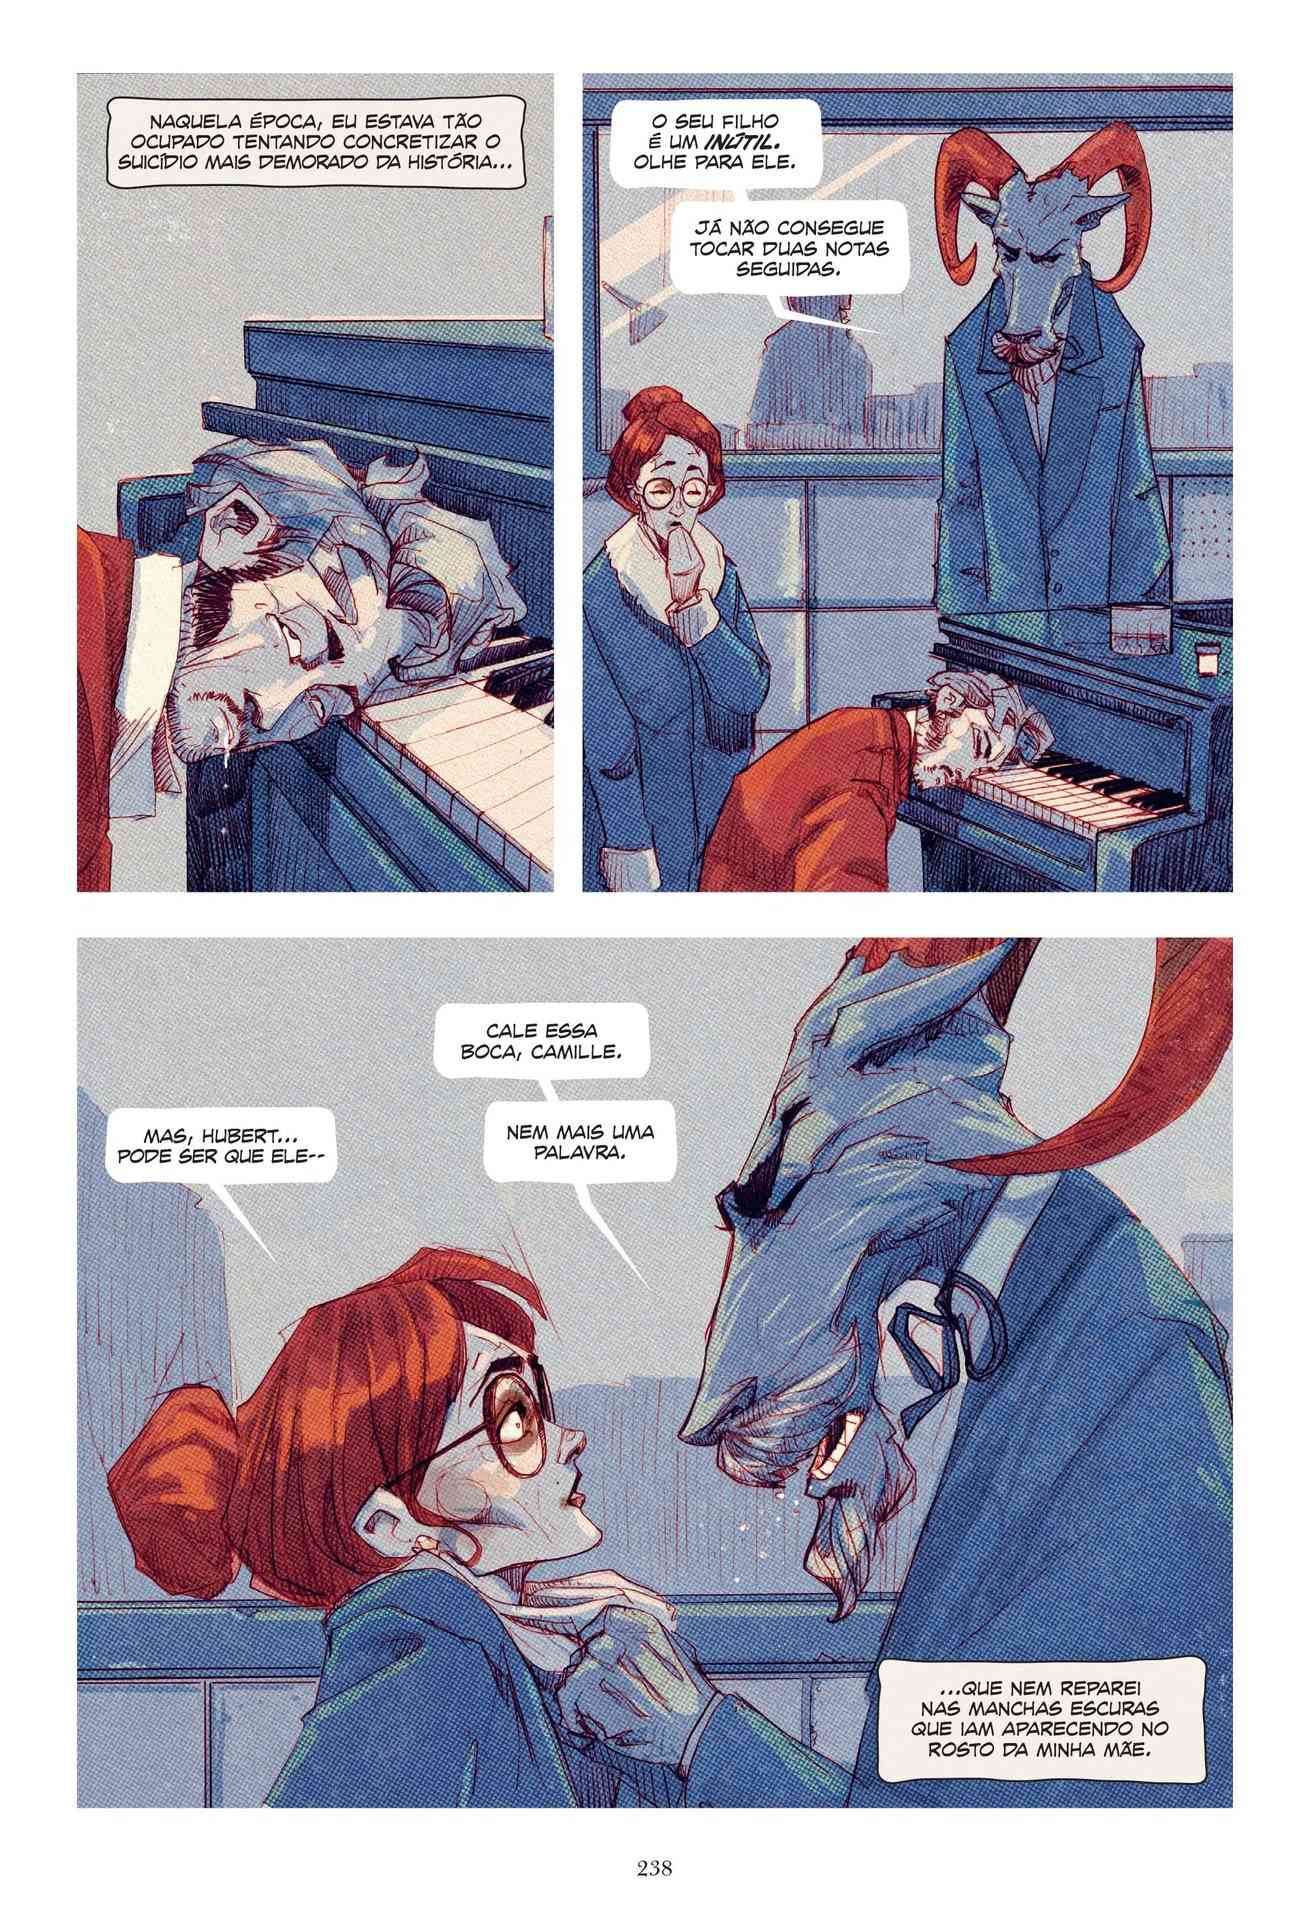 NAQUELA ÉPOCA, EU ESTAVA TÃO
OCUPADO TENTANDO CONCRETIZAR O
SUICÍDIO MAIS DEMORADO DA HISTÓRIA...
O SEU FILHO
É UM INÚTIL.
OLHE PARA ELE.
JÁ NÃO CONSEGUE
TOCAR DUAS NOTAS
SEGUIDAS.
CALE ESSA
BOCA, CAMILLE.
MAS, HUBERT...
PODE SER QUE ELE--
NEM MAIS UMA
PALAVRA.
...QUE NEM REPAREI
NAS MANCHAS ESCURAS
QUE IAM APARECENDO NO
ROSTO DA MINHA MÃE.
238